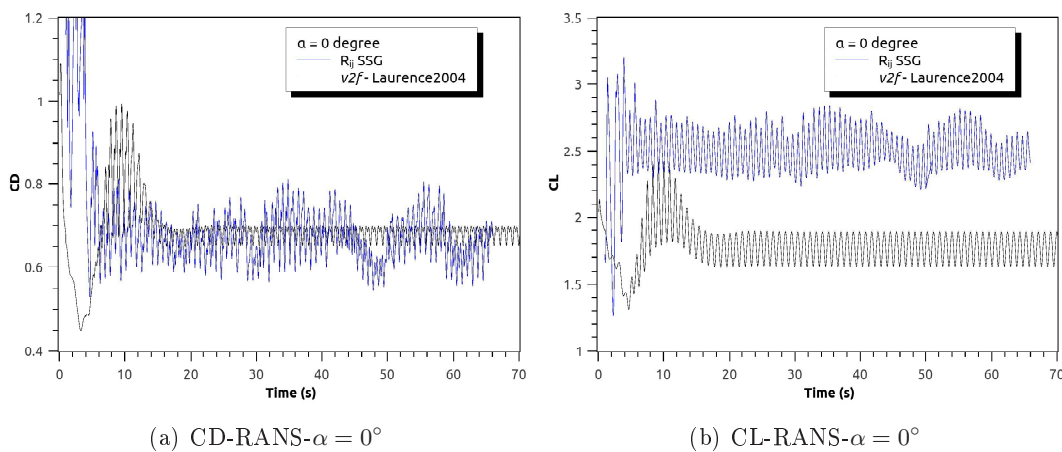 1.2
1
0.8
0.6
0.4
CD
0 10 20 30 40 50 60 70
Time (s)
α = 0 degree
Rij SSG
v2f - Laurence2004
(a) CD-RANS-α = 0°
3.5
3
2.5
2
1.5
1
CL
0 10 20 30 40 50 60 70
Time (s)
α = 0 degree
Rij SSG
v2f - Laurence2004
(b) CL-RANS-α = 0°